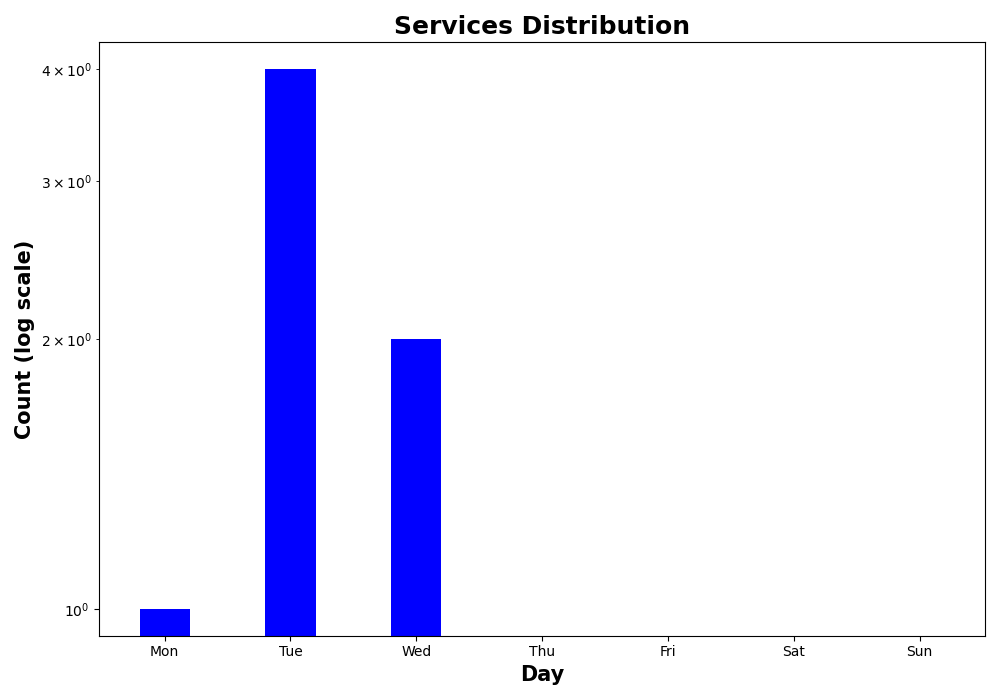 Services Distribution
4 × 10⁰
3 × 10⁰
2 × 10⁰
10⁰
Count (log scale)
Mon Tue Wed Thu Fri Sat Sun
Day